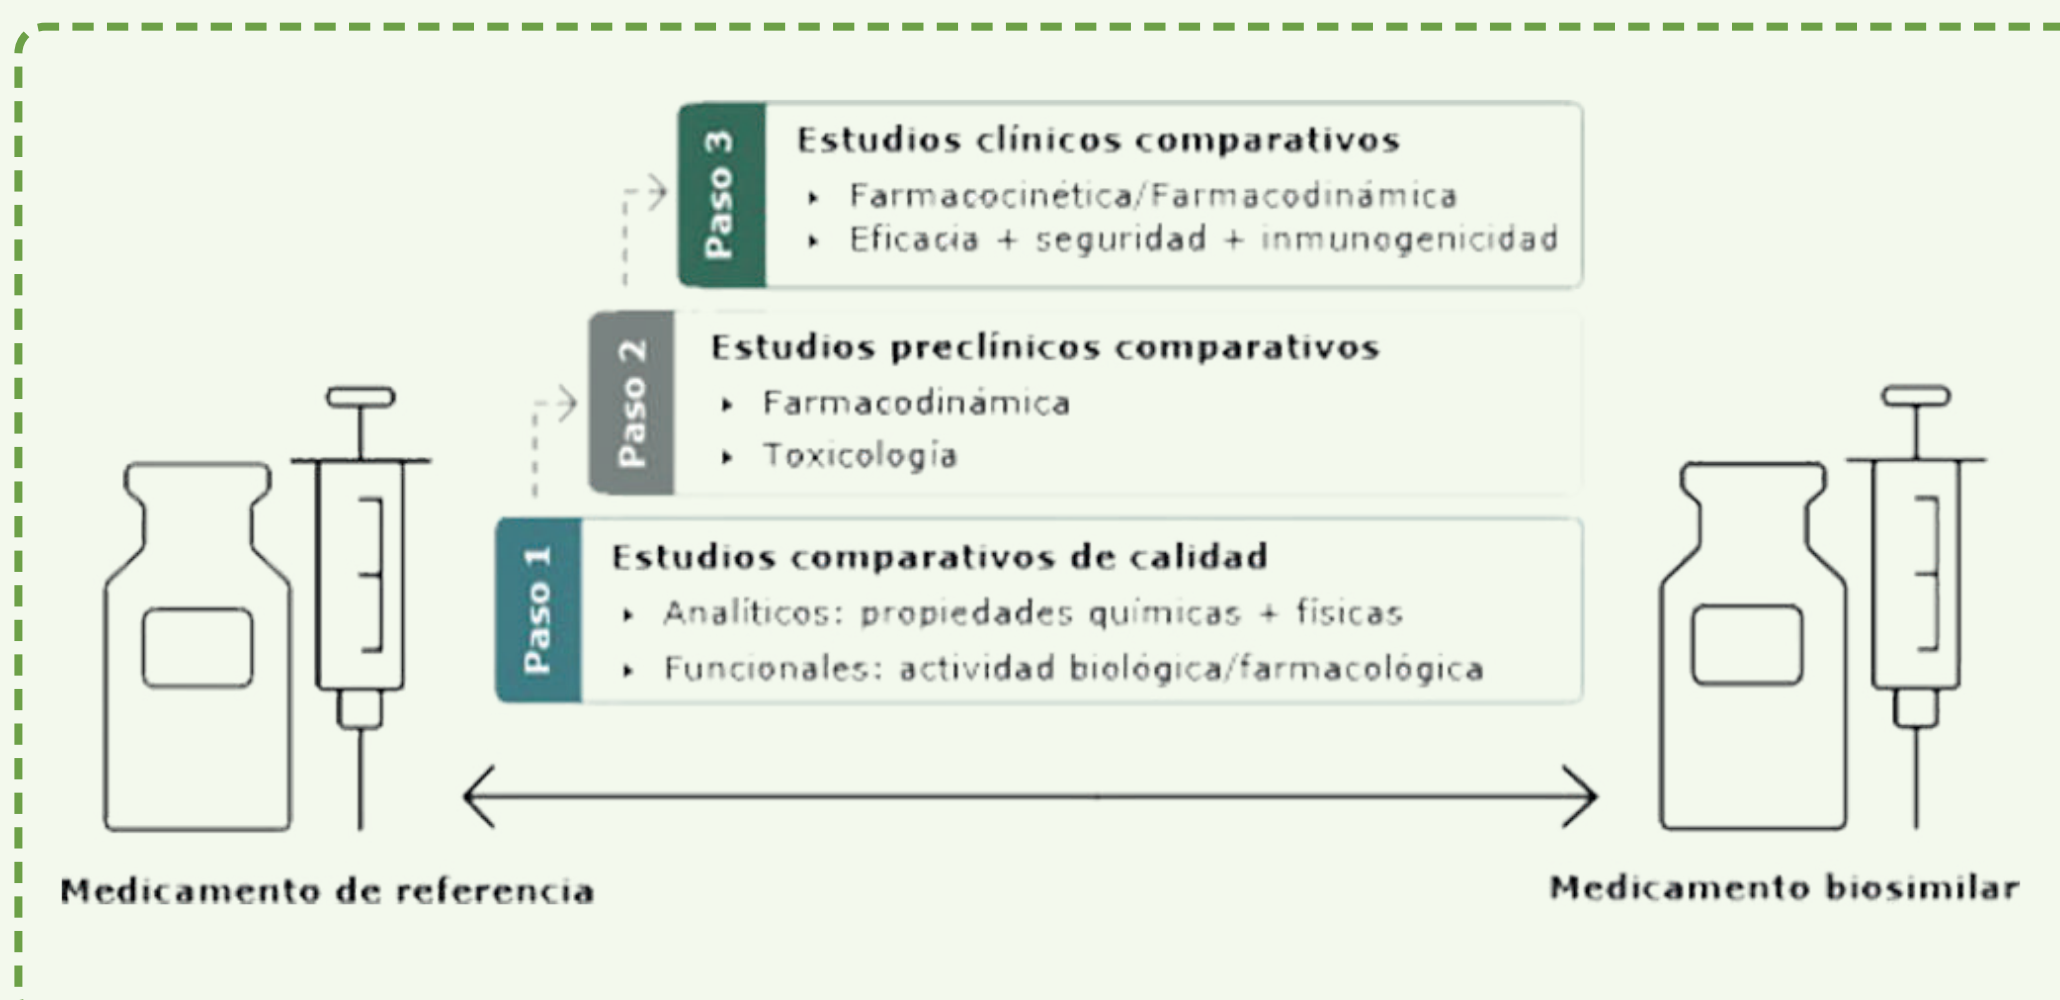 Paso 3
Estudios clínicos comparativos
‣ Farmacocinética/Farmacodinámica
‣ Eficacia + seguridad + inmunogenicidad
Paso 2
Estudios preclínicos comparativos
‣ Farmacodinámica
‣ Toxicología
Paso 1
Estudios comparativos de calidad
‣ Analíticos: propiedades químicas + físicas
‣ Funcionales: actividad biológica/farmacológica
Medicamento de referencia
Medicamento biosimilar